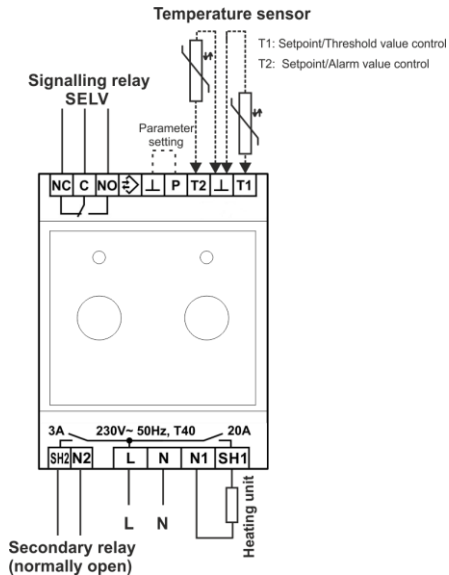 Temperature sensor
T1: Setpoint/Threshold value control
T2: Setpoint/Alarm value control
Signalling relay
SELV
Parameter
setting
NC C NO ⊥ P T2 ⊥ T1
3A 230V~ 50Hz, T40 20A
SH2 N2 L N N1 SH1
L N
Heating unit
Secondary relay
(normally open)